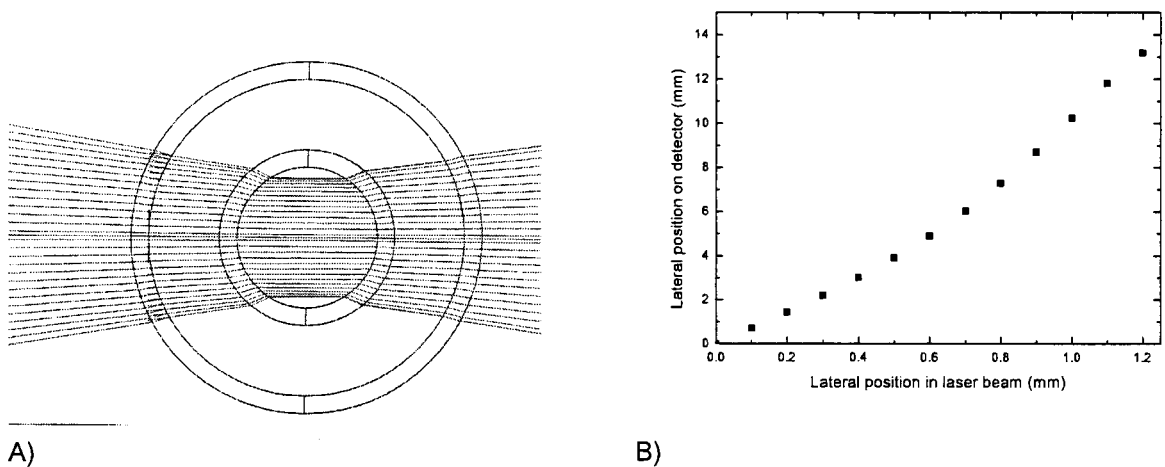 14
12
10
8
6
4
2
0
Lateral position on detector (mm)
0.0 0.2 0.4 0.6 0.8 1.0 1.2
Lateral position in laser beam (mm)
A)
B)